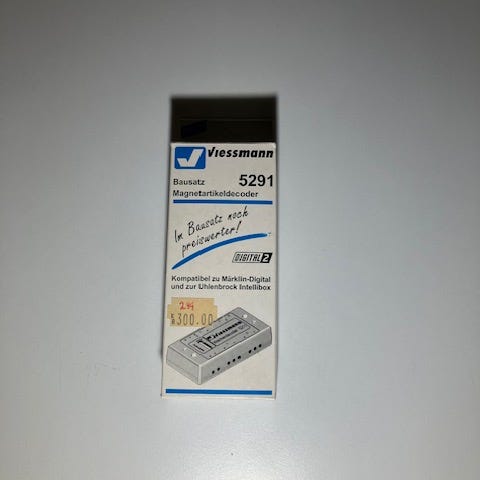 Viessmann
Bausatz 5291
Magnetartikeldecoder
Im Bausatz noch
preiswerter!
DIGITAL 2
Kompatibel zu Märklin-Digital
und zur Uhlenbrock Intellibox
300.00
Viessmann